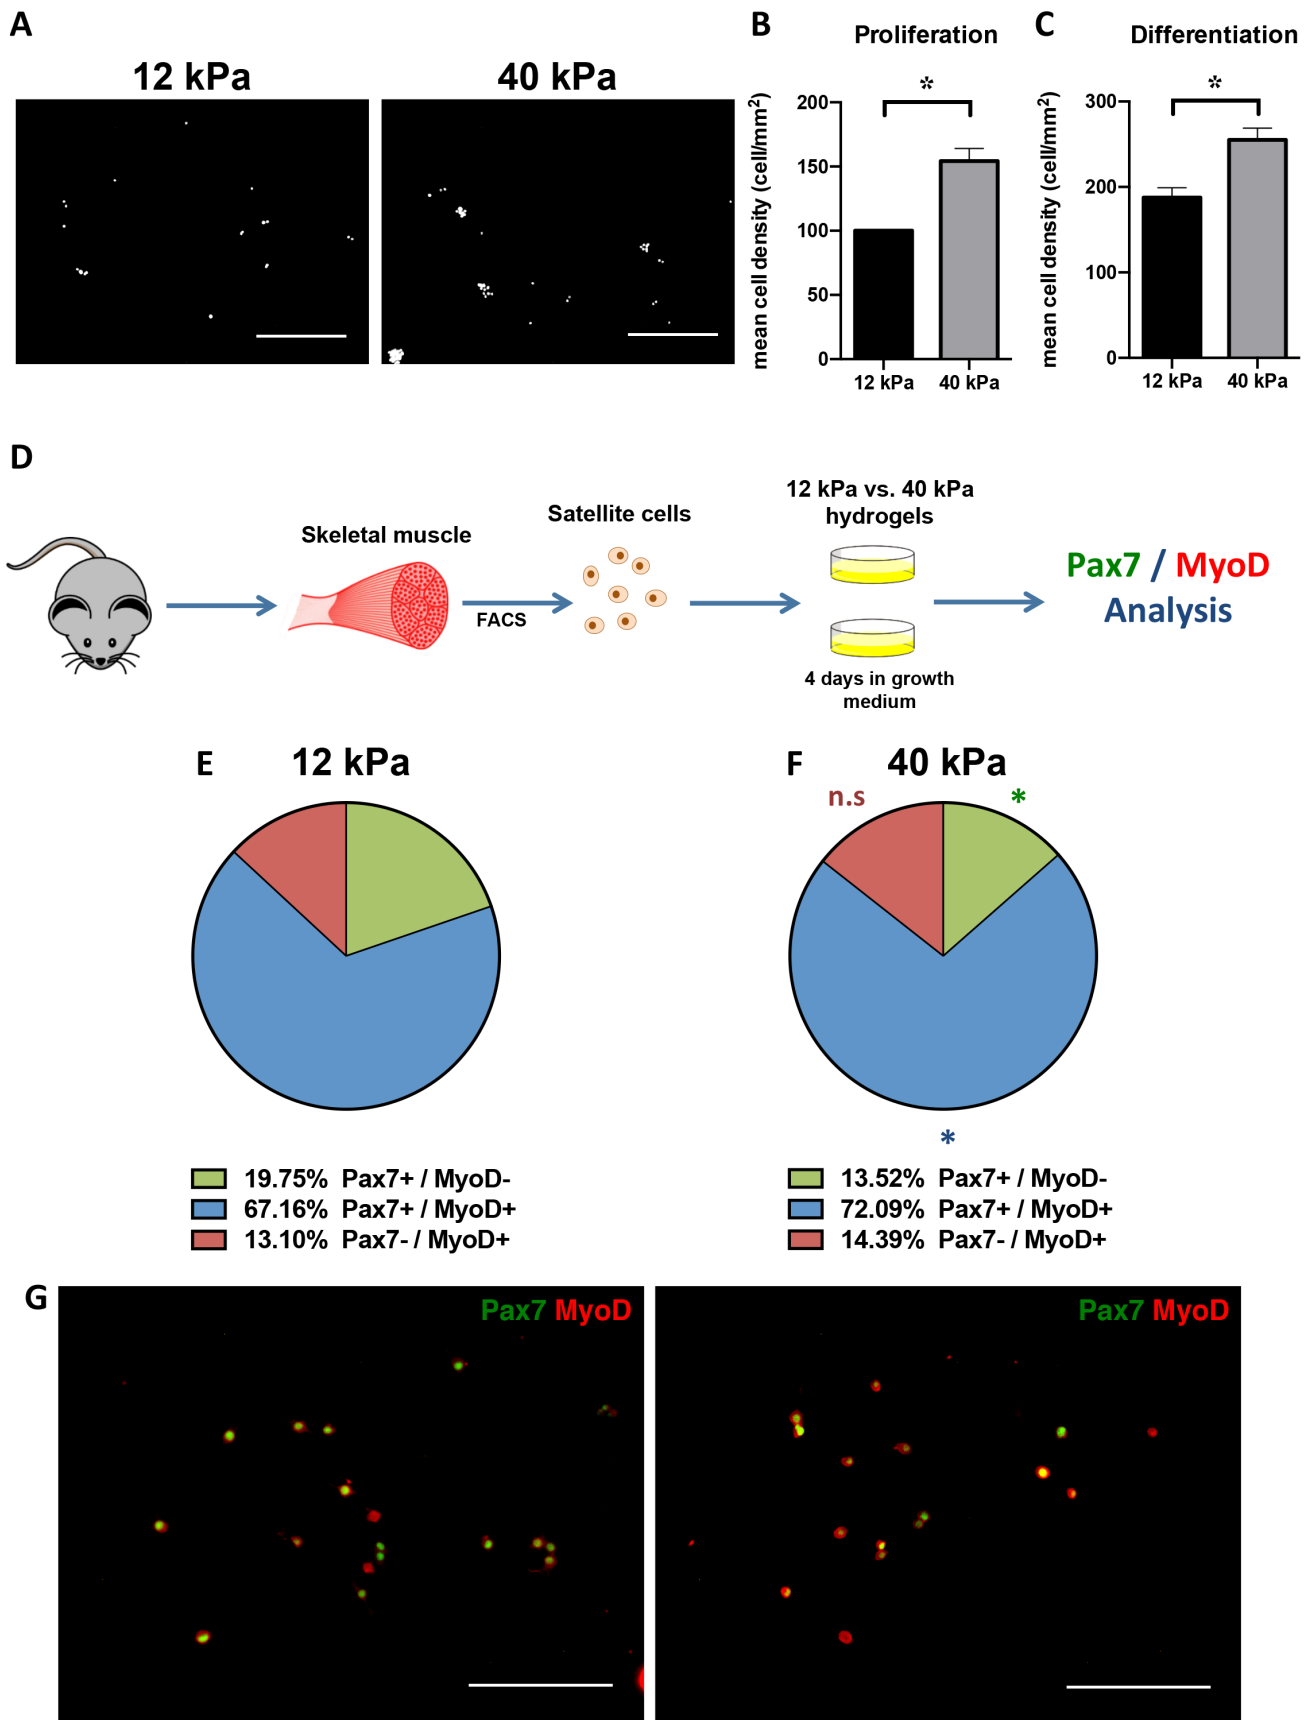 A
12 kPa
40 kPa
B
Proliferation
*
mean cell density (cell/mm²)
200
150
100
50
0
12 kPa
40 kPa
C
Differentiation
*
mean cell density (cell/mm²)
300
200
100
0
12 kPa
40 kPa
D
Skeletal muscle
FACS
Satellite cells
12 kPa vs. 40 kPa
hydrogels
4 days in growth
medium
Pax7 / MyoD
Analysis
E
12 kPa
19.75% Pax7+ / MyoD-
67.16% Pax7+ / MyoD+
13.10% Pax7- / MyoD+
F
40 kPa
n.s
*
*
13.52% Pax7+ / MyoD-
72.09% Pax7+ / MyoD+
14.39% Pax7- / MyoD+
G
Pax7 MyoD
Pax7 MyoD